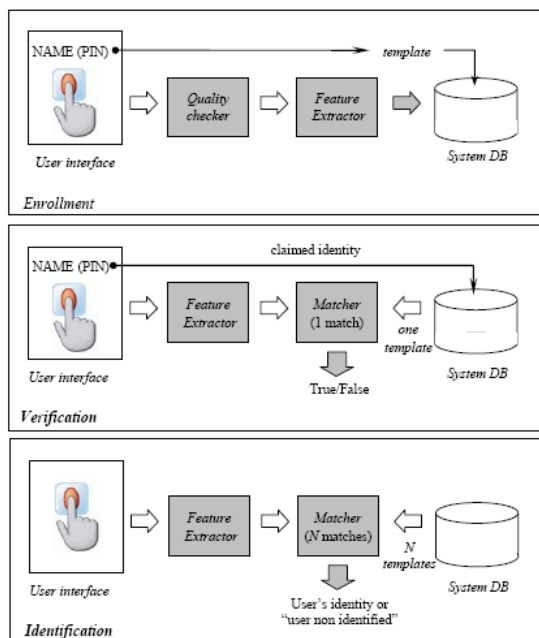 NAME (PIN)
template
Quality
checker
Feature
Extractor
User interface
System DB
Enrollment
claimed identity
NAME (PIN)
Feature
Extractor
Matcher
(1 match)
one
template
User interface
True/False
System DB
Verification
Feature
Extractor
Matcher
(N matches)
N
templates
User interface
System DB
User's identity or
"user non identified"
Identification